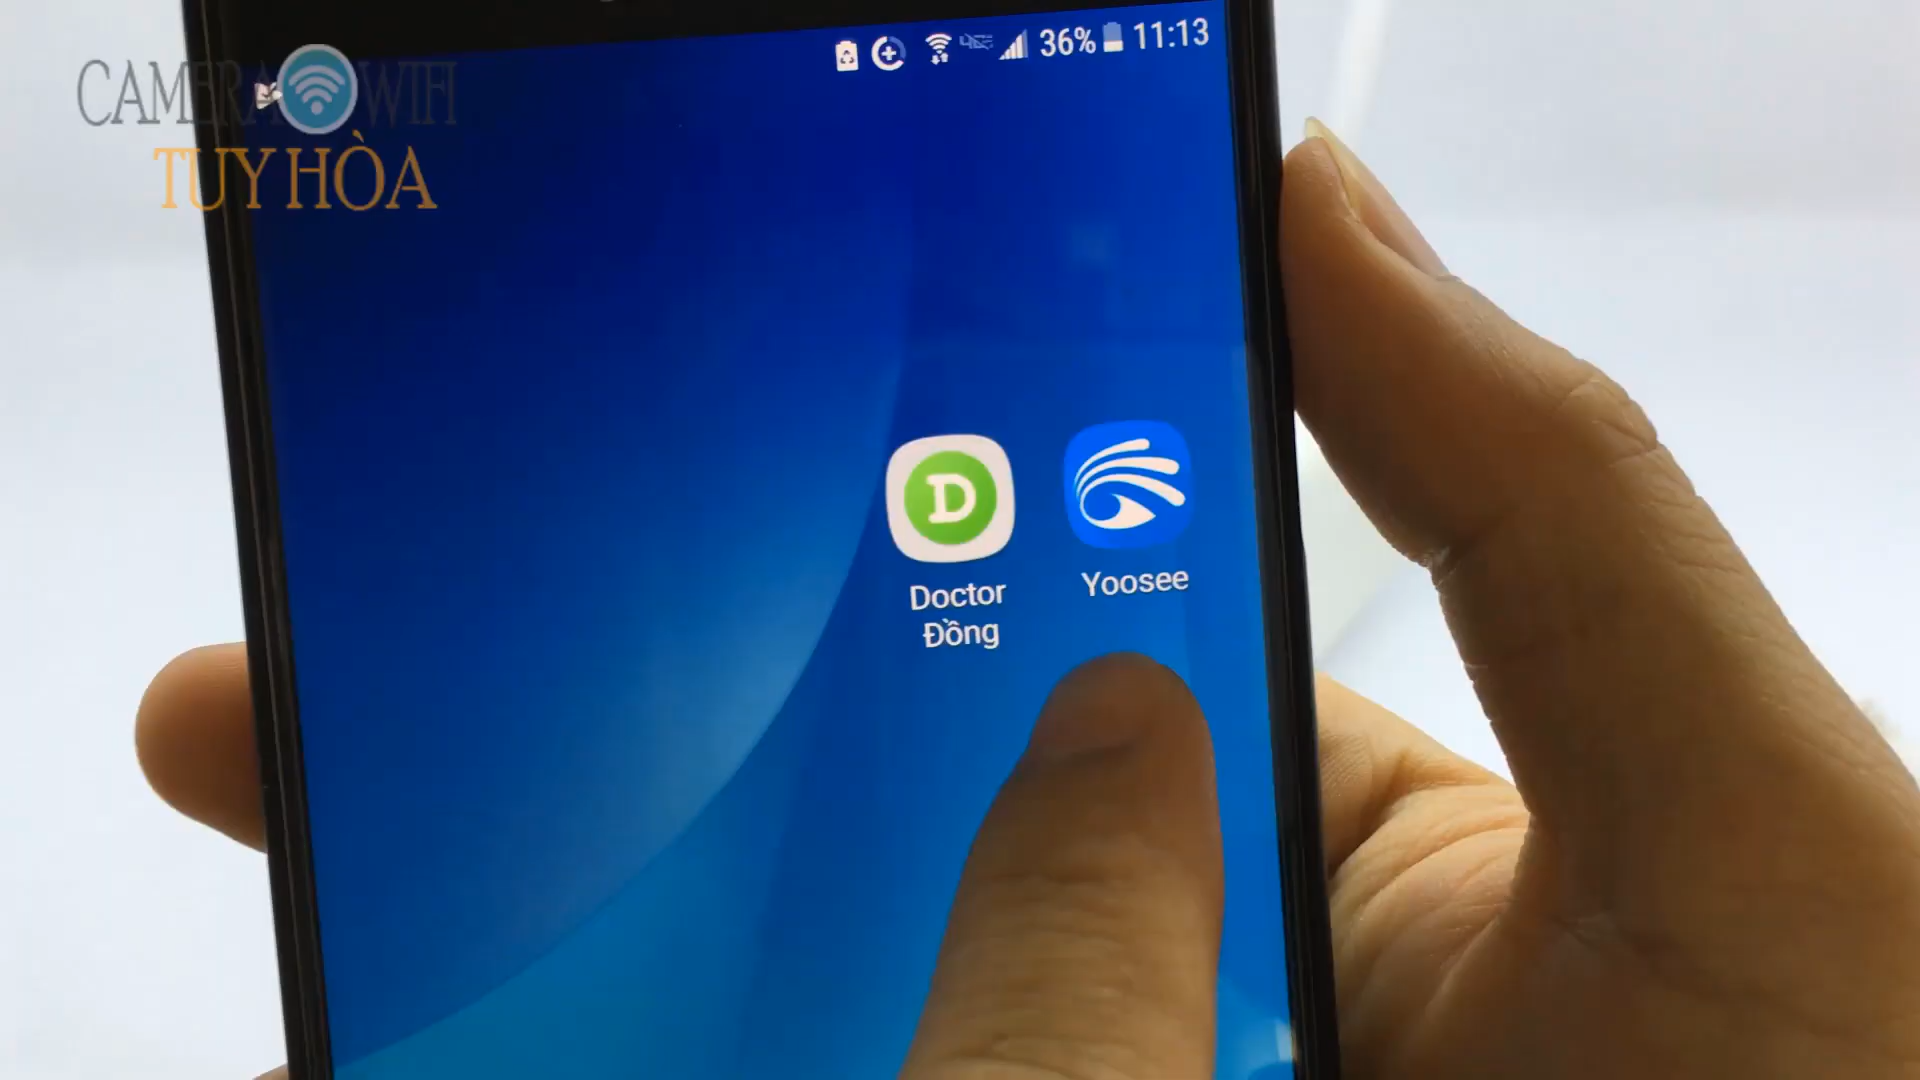 CAMERA WIFI
TUY HÒA
36% 11:13
D
Doctor
Đồng
Yoosee